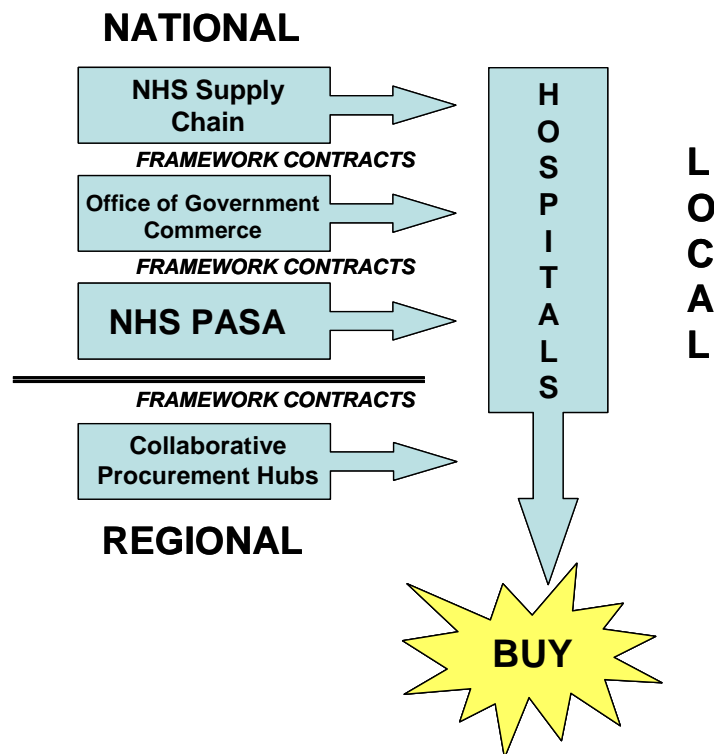 NATIONAL
NHS Supply
Chain
FRAMEWORK CONTRACTS
Office of Government
Commerce
FRAMEWORK CONTRACTS
NHS PASA
FRAMEWORK CONTRACTS
Collaborative
Procurement Hubs
REGIONAL
H
O
S
P
I
T
A
L
S
L
O
C
A
L
BUY